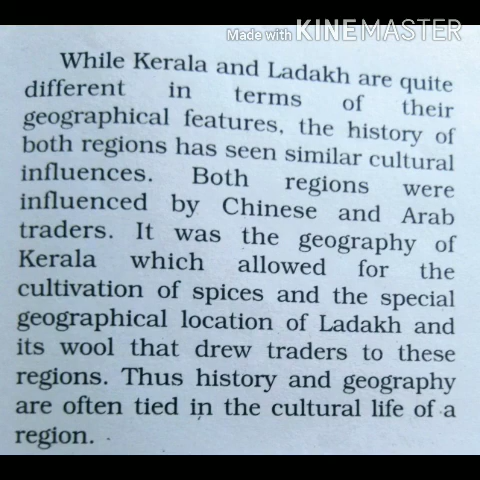 Made with KINEMASTER
While Kerala and Ladakh are quite
different in terms of their
geographical features, the history of
both regions has seen similar cultural
influences. Both regions were
influenced by Chinese and Arab
traders. It was the geography of
Kerala which allowed for the
cultivation of spices and the special
geographical location of Ladakh and
its wool that drew traders to these
regions. Thus history and geography
are often tied in the cultural life of a
region.